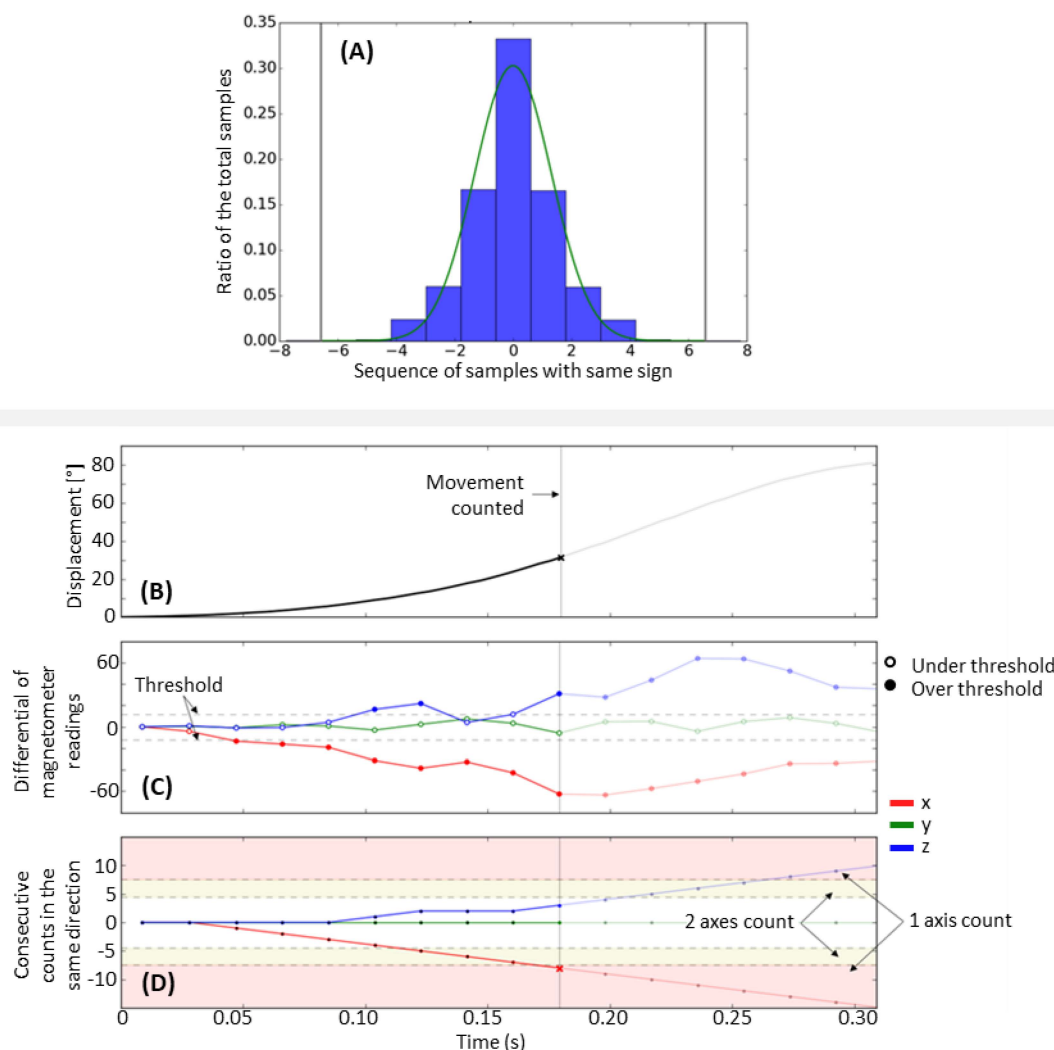 (A)
Ratio of the total samples
0.35
0.30
0.25
0.20
0.15
0.10
0.05
0.00
−8 −6 −4 −2 0 2 4 6 8
Sequence of samples with same sign
Displacement [°]
80
60
40
20
0
Movement
counted
(B)
Differential of
magnetometer
readings
60
0
-60
Threshold
(C)
Under threshold
Over threshold
x
y
z
Consecutive
counts in the
same direction
10
5
0
-5
-10
2 axes count
1 axis count
(D)
0 0.05 0.10 0.15 0.20 0.25 0.30
Time (s)